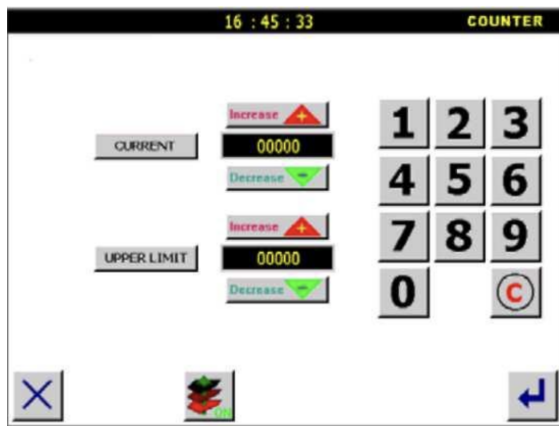 16 : 45 : 33 COUNTER
Increase +
CURRENT 00000
Decrease -
Increase +
UPPER LIMIT 00000
Decrease -
1 2 3
4 5 6
7 8 9
0 C
ON